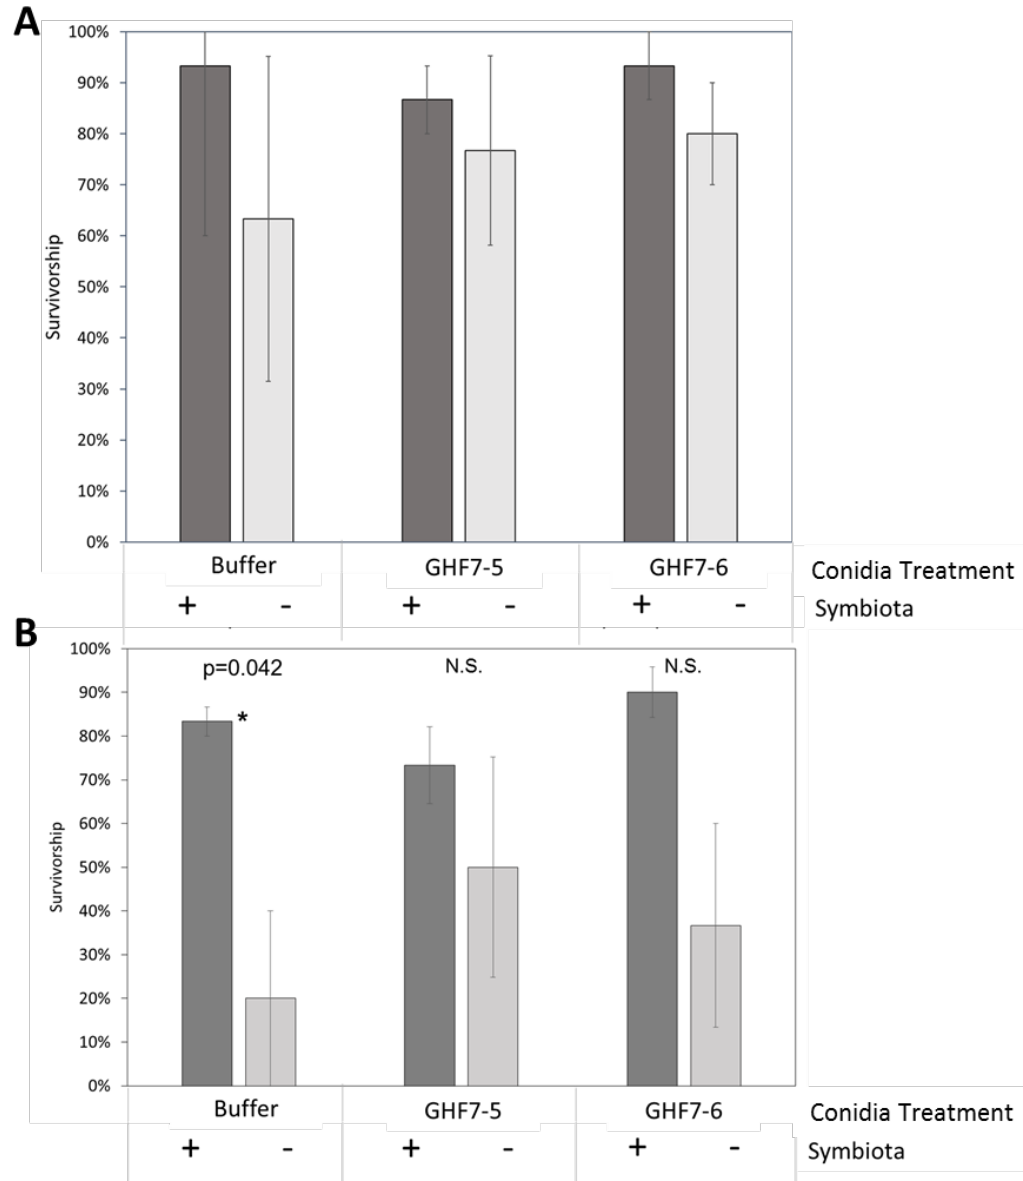 A
100%
90%
80%
70%
60%
50%
40%
30%
20%
10%
0%
Survivorship
Buffer GHF7-5 GHF7-6 Conidia Treatment
+ - + - + - Symbiota
B
100%
90%
80%
70%
60%
50%
40%
30%
20%
10%
0%
Survivorship
p=0.042 N.S. N.S.
*
Buffer GHF7-5 GHF7-6 Conidia Treatment
+ - + - + - Symbiota